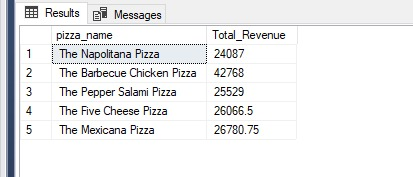 Results Messages
pizza_name Total_Revenue
1 The Napolitana Pizza 24087
2 The Barbecue Chicken Pizza 42768
3 The Pepper Salami Pizza 25529
4 The Five Cheese Pizza 26066.5
5 The Mexicana Pizza 26780.75